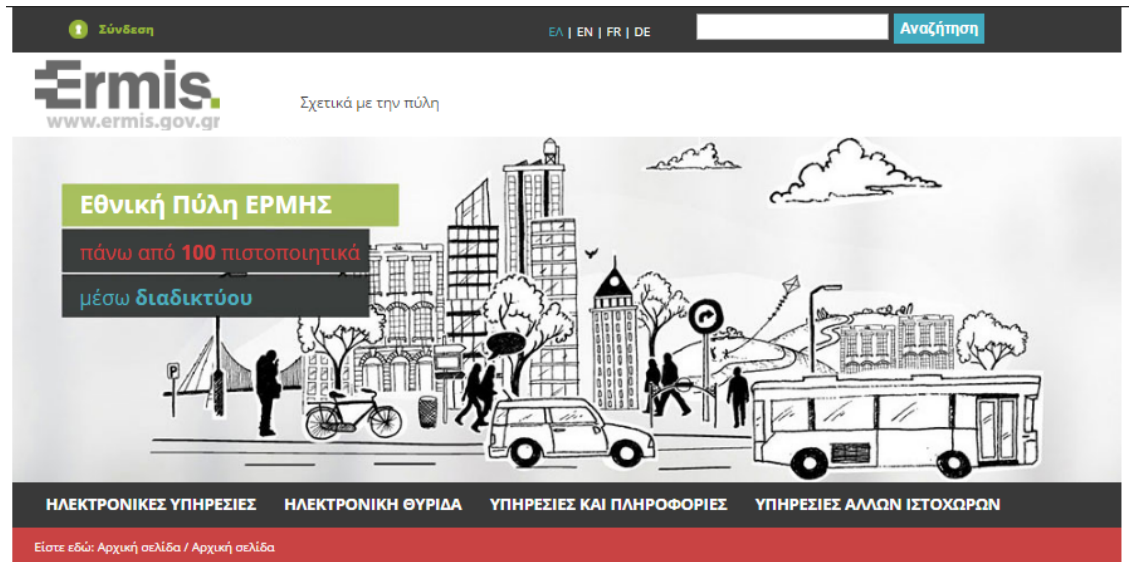 Σύνδεση
ΕΛ | EN | FR | DE
Αναζήτηση
Ermis.
www.ermis.gov.gr
Σχετικά με την πύλη
Εθνική Πύλη ΕΡΜΗΣ
πάνω από 100 πιστοποιητικά
μέσω διαδικτύου
P
ΗΛΕΚΤΡΟΝΙΚΕΣ ΥΠΗΡΕΣΙΕΣ ΗΛΕΚΤΡΟΝΙΚΗ ΘΥΡΙΔΑ ΥΠΗΡΕΣΙΕΣ ΚΑΙ ΠΛΗΡΟΦΟΡΙΕΣ ΥΠΗΡΕΣΙΕΣ ΑΛΛΩΝ ΙΣΤΟΧΩΡΩΝ
Είστε εδώ: Αρχική σελίδα / Αρχική σελίδα